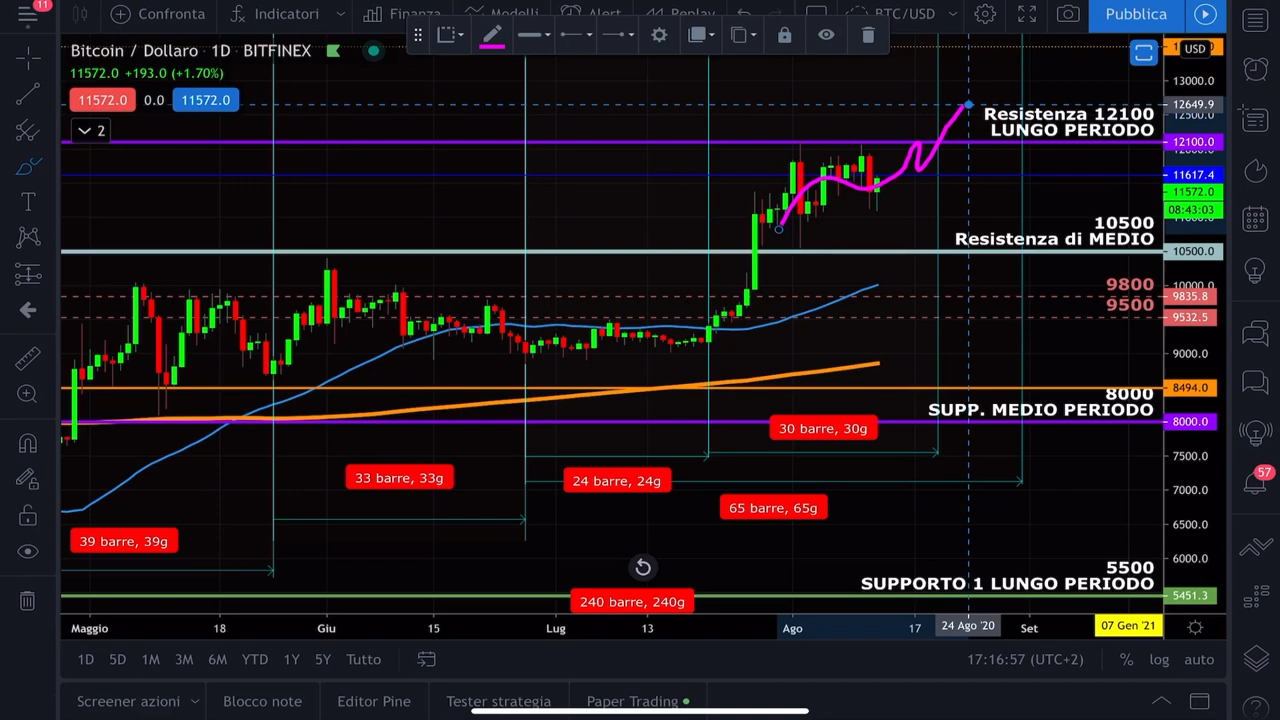 11
Confronta
Indicatori
Finanza
Modelli
Alert
Replay
BTC/USD
Pubblica
Bitcoin / Dollaro · 1D · BITFINEX
USD
11572.0 +193.0 (+1.70%)
11572.0 0.0 11572.0
2
13000.0
12649.9
12500.0
Resistenza 12100
LUNGO PERIODO
12100.0
11617.4
11572.0
08:43:03
10500
Resistenza di MEDIO
10500.0
10000.0
9800
9835.8
9500
9532.5
9000.0
8494.0
8000
SUPP. MEDIO PERIODO
8000.0
30 barre, 30g
7500.0
33 barre, 33g
24 barre, 24g
7000.0
65 barre, 65g
6500.0
39 barre, 39g
6000.0
5500
SUPPORTO 1 LUNGO PERIODO
5451.3
240 barre, 240g
57
Maggio 18 Giu 15 Lug 13 Ago 17 24 Ago '20 Set 07 Gen '21
1D 5D 1M 3M 6M YTD 1Y 5Y Tutto
17:16:57 (UTC+2) % log auto
Screener azioni Blocco note Editor Pine Tester strategia Paper Trading